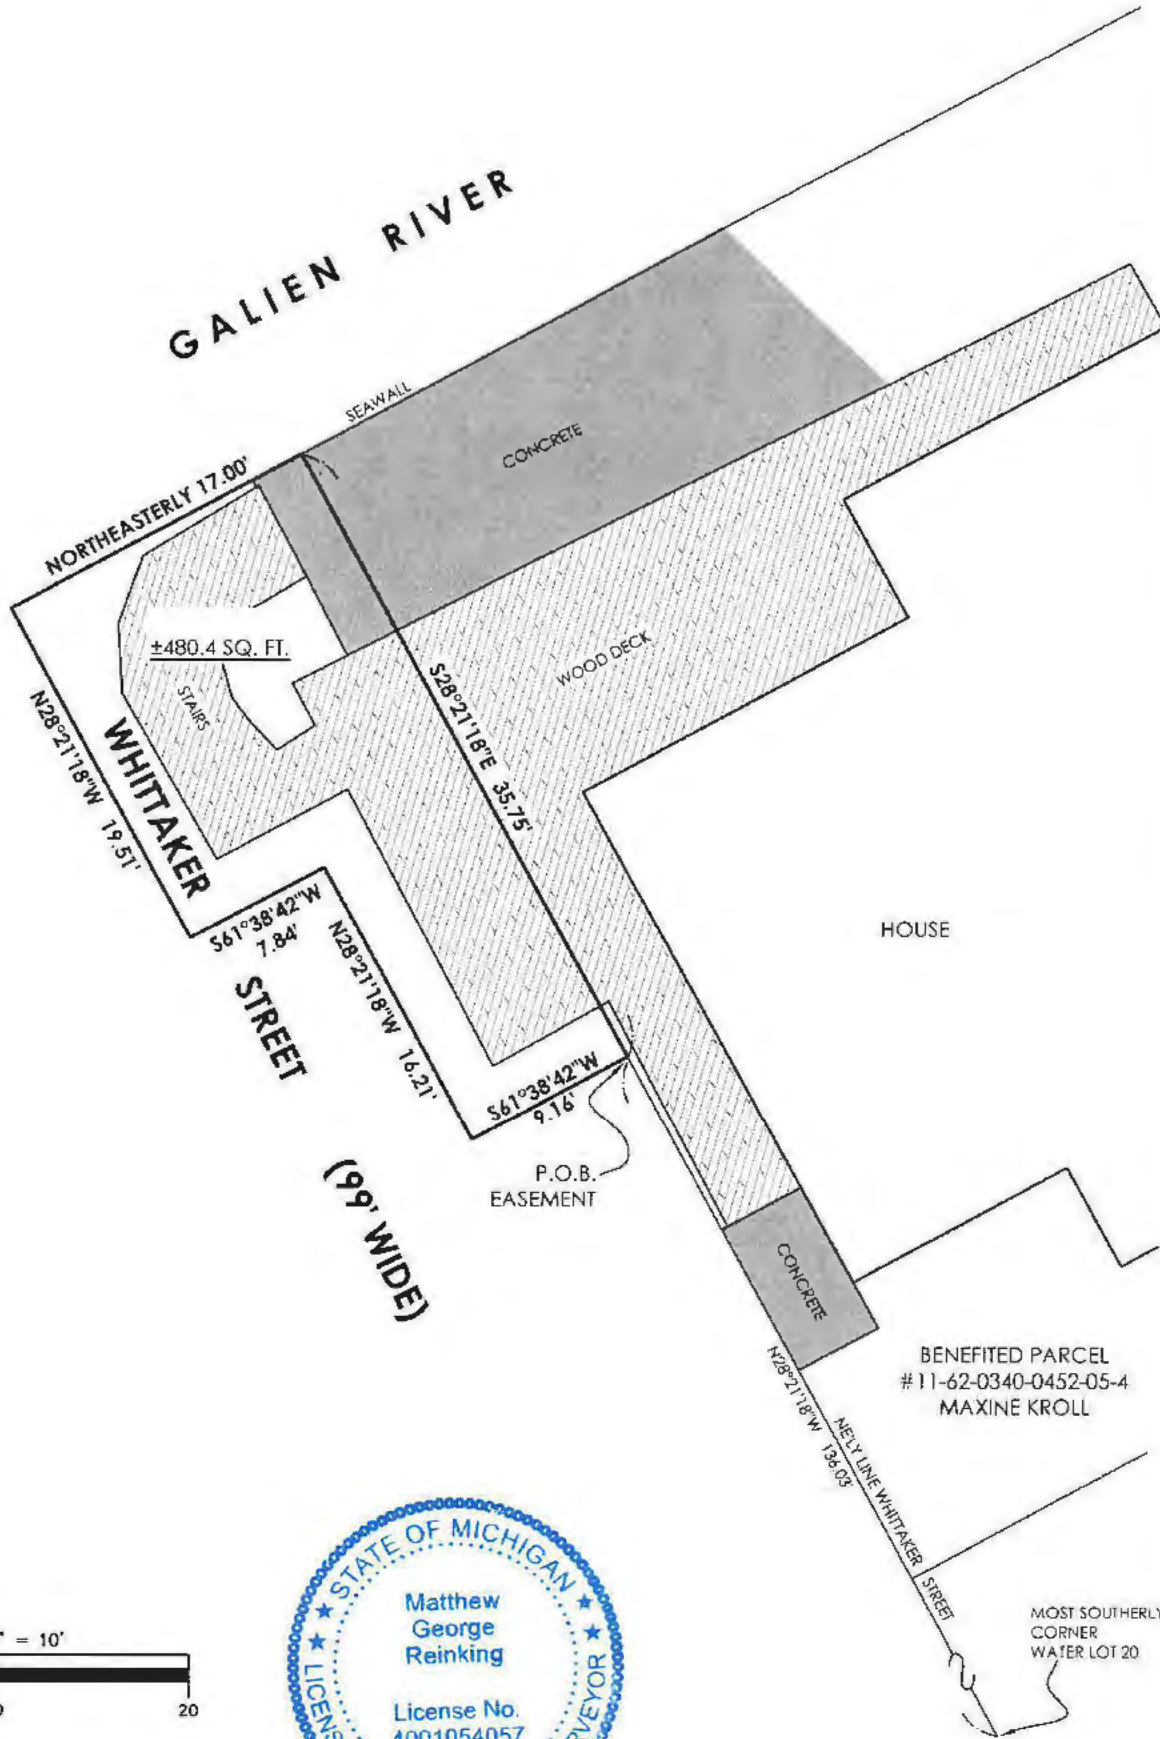 GALIEN RIVER
SEAWALL
CONCRETE
NORTHEASTERLY 17.00'
±480.4 SQ. FT.
STAIRS
WOOD DECK
S28°21'18"E 35.75'
N28°21'18"W 19.51'
WHITTAKER
STREET
(99' WIDE)
S61°38'42"W
7.84'
N28°21'18"W 16.21'
S61°38'42"W
9.16'
P.O.B.
EASEMENT
HOUSE
CONCRETE
BENEFITED PARCEL
#11-62-0340-0452-05-4
MAXINE KROLL
N28°21'18"W 136.03'
NE'LY LINE WHITTAKER STREET
MOST SOUTHERLY
CORNER
WATER LOT 20
= 10'
20
STATE OF MICHIGAN
Matthew
George
Reinking
License No.
4001054057